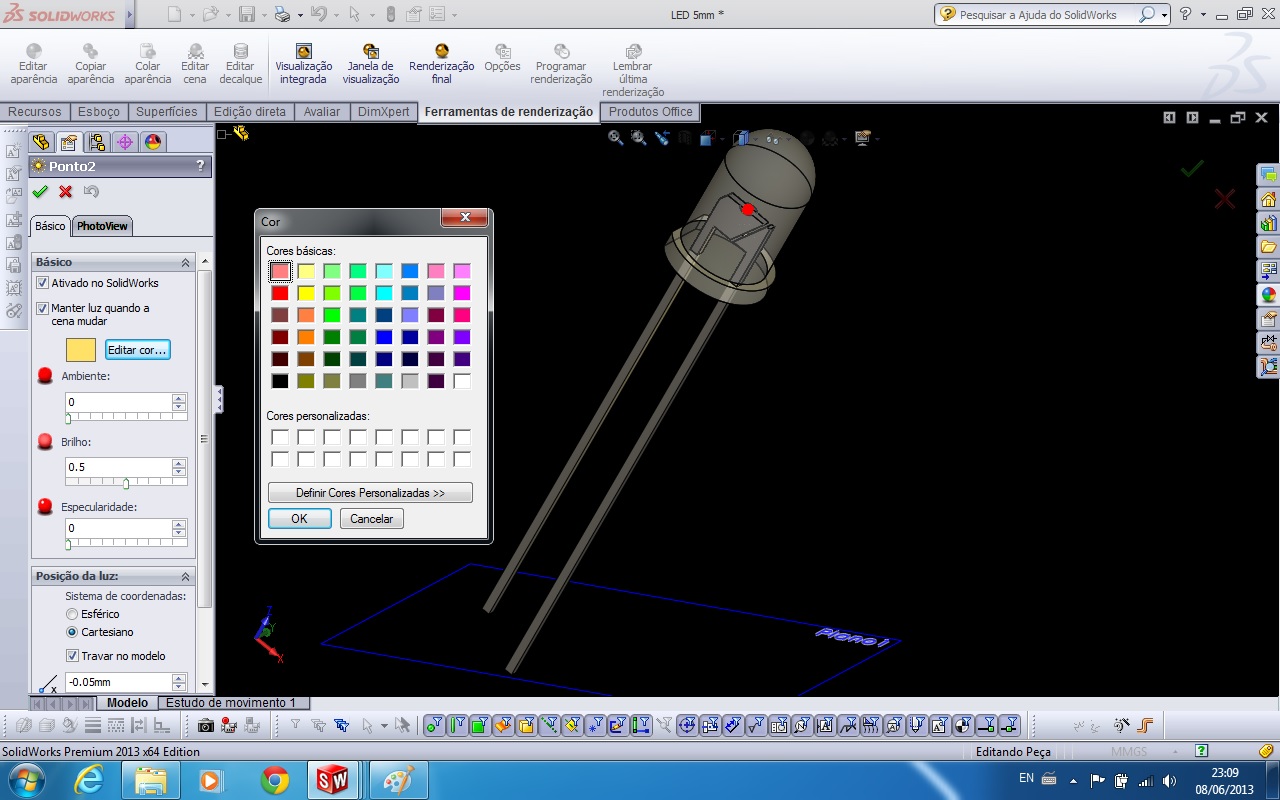 SOLIDWORKS
LED 5mm *
Pesquisar a Ajuda do SolidWorks
?
Editar aparência
Copiar aparência
Colar aparência
Editar cena
Editar decalque
Visualização integrada
Janela de visualização
Renderização final
Opções
Programar renderização
Lembrar última renderização
Recursos
Esboço
Superfícies
Edição direta
Avaliar
DimXpert
Ferramentas de renderização
Produtos Office
Ponto2
?
Básico
PhotoView
Básico
Ativado no SolidWorks
Manter luz quando a
cena mudar
Editar cor...
Ambiente:
0
Brilho:
0.5
Especularidade:
0
Posição da luz:
Sistema de coordenadas:
Esférico
Cartesiano
Travar no modelo
-0.05mm
Cor
Cores básicas:
Cores personalizadas:
Definir Cores Personalizadas >>
OK
Cancelar
Z
Y
X
Plano1
Modelo
Estudo de movimento 1
SolidWorks Premium 2013 x64 Edition
Editando Peça
MMGS
?
SW
EN
23:09
08/06/2013